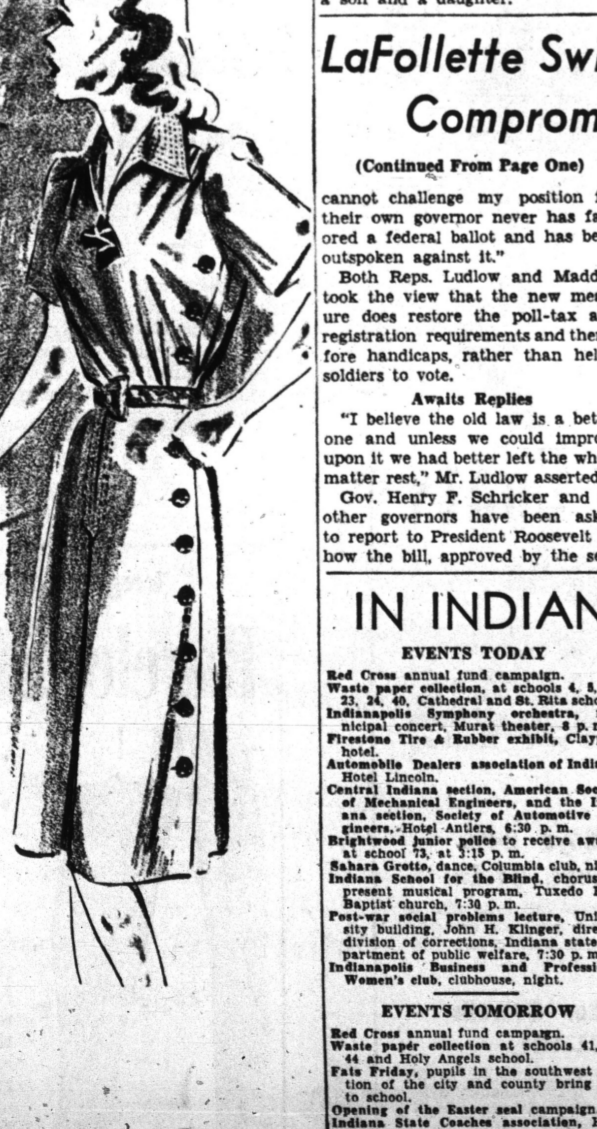 a son and a daughter.
LaFollette Sw
Compro
(Continued From Page One)
cannot challenge my position
their own governor never has fa
ored a federal ballot and has be
outspoken against it."
Both Reps. Ludlow and Madd
took the view that the new me
ure does restore the poll-tax a
registration requirements and the
fore handicaps, rather than hel
soldiers to vote.
Awaits Replies
"I believe the old law is a bet
one and unless we could impro
upon it we had better left the wh
matter rest," Mr. Ludlow asserted
Gov. Henry F. Schricker and
other governors have been ask
to report to President Roosevelt
how the bill, approved by the se
IN INDIAN
EVENTS TODAY
Red Cross annual fund campaign.
Waste paper collection, at schools 4, 5,
23, 24, 40, Cathedral and St. Rita scho
Indianapolis Symphony orchestra,
nicipal concert, Murat theater, 8 p.
Firestone Tire & Rubber exhibit, Clay
hotel.
Automobile Dealers association of Indi
Hotel Lincoln.
Central Indiana section, American Soc
of Mechanical Engineers, and the I
ana section, Society of Automotive
gineers, Hotel Antlers, 6:30 p. m.
Brightwood junior police to receive aw
at school 73, at 3:15 p. m.
Sahara Grotto, dance, Columbia club, ni
Indiana School for the Blind, chorus
present musical program, Tuxedo
Baptist church, 7:30 p. m.
Post-war social problems lecture, Uni
sity building, John H. Klinger, dire
division of corrections, Indiana state
partment of public welfare, 7:30 p. m
Indianapolis Business and Professi
Women's club, clubhouse, night.
EVENTS TOMORROW
Red Cross annual fund campaign.
Waste paper collection at schools 41,
44 and Holy Angels school.
Fats Friday, pupils in the southwest
tion of the city and county bring
to school.
Opening of the Easter seal campaign.
Indiana State Coaches association,